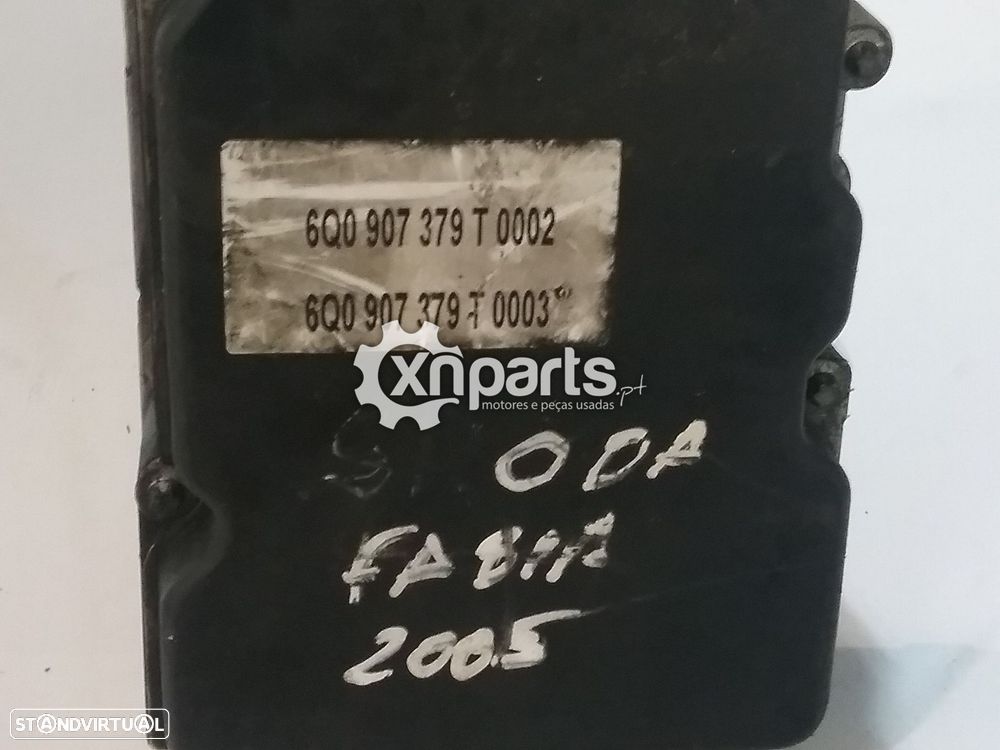 6Q0 907 379 T 0002
6Q0 907 379 T 0003
xnparts.pt
motores e peças usadas
S ODA
FABIA
2005
STANDVIRTUAL